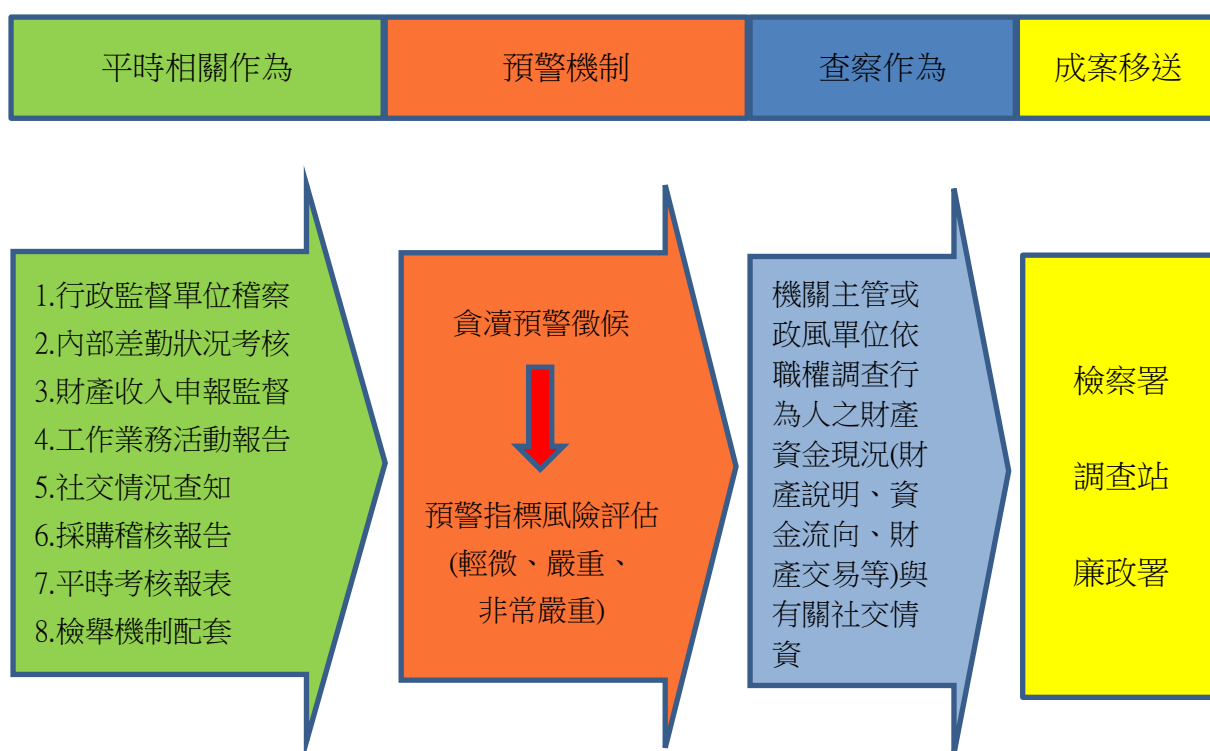 平時相關作為
預警機制
查察作為
成案移送
1.行政監督單位稽察
2.內部差勤狀況考核
3.財產收入申報監督
4.工作業務活動報告
5.社交情況查知
6.採購稽核報告
7.平時考核報表
8.檢舉機制配套
貪瀆預警徵候
預警指標風險評估
(輕微、嚴重、
非常嚴重)
機關主管或
政風單位依
職權調查行
為人之財產
資金現況(財
產說明、資
金流向、財
產交易等)與
有關社交情
資
檢察署
調查站
廉政署